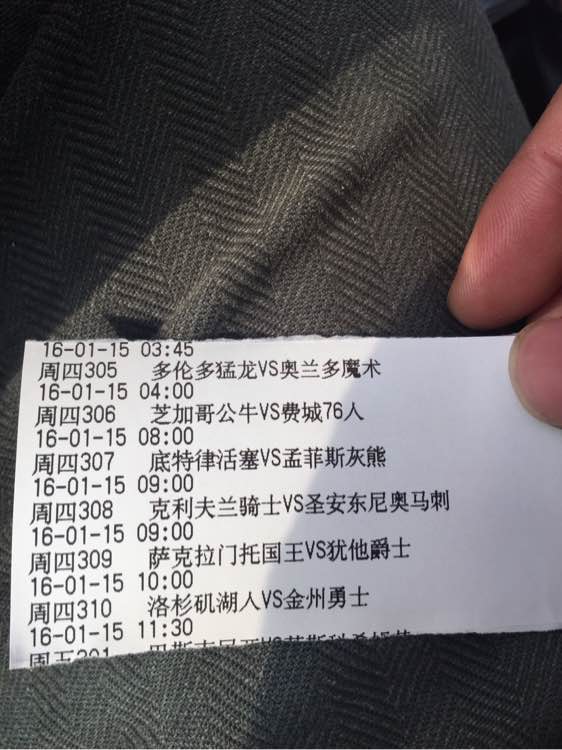 16-01-15 03:45
周四305 多伦多猛龙VS奥兰多魔术
16-01-15 04:00
周四306 芝加哥公牛VS费城76人
16-01-15 08:00
周四307 底特律活塞VS孟菲斯灰熊
16-01-15 09:00
周四308 克利夫兰骑士VS圣安东尼奥马刺
16-01-15 09:00
周四309 萨克拉门托国王VS犹他爵士
16-01-15 10:00
周四310 洛杉矶湖人VS金州勇士
16-01-15 11:30
周五301